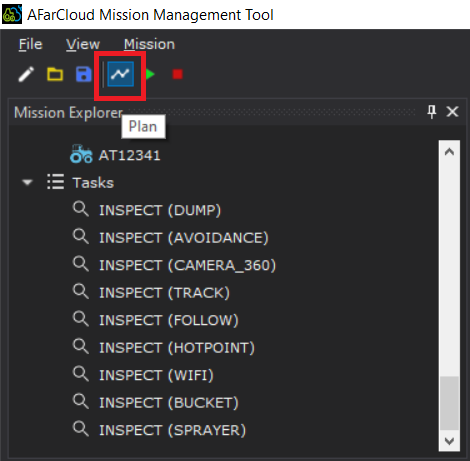 AFarCloud Mission Management Tool
File View Mission
Mission Explorer
Plan
AT12341
Tasks
INSPECT (DUMP)
INSPECT (AVOIDANCE)
INSPECT (CAMERA_360)
INSPECT (TRACK)
INSPECT (FOLLOW)
INSPECT (HOTPOINT)
INSPECT (WIFI)
INSPECT (BUCKET)
INSPECT (SPRAYER)